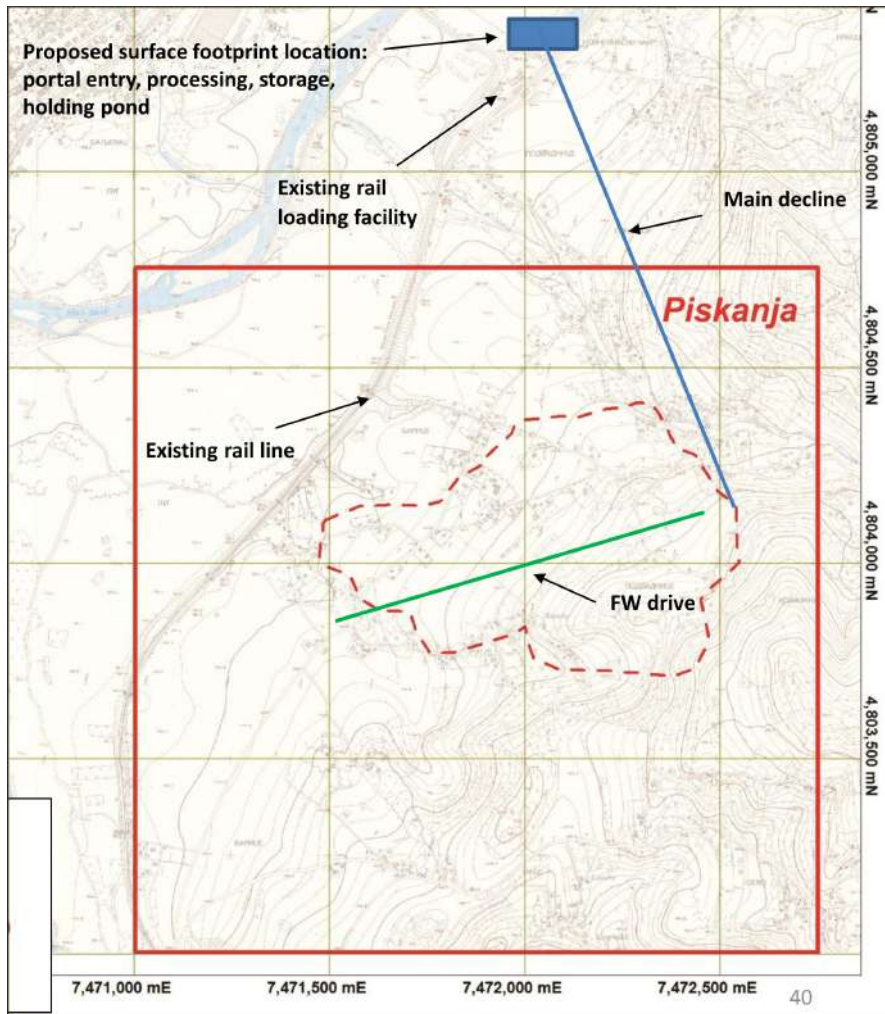 Proposed surface footprint location:
portal entry, processing, storage,
holding pond
Existing rail
loading facility
Main decline
Piskanja
Existing rail line
FW drive
4,805,000 mN
4,804,500 mN
4,804,000 mN
4,803,500 mN
7,471,000 mE
7,471,500 mE
7,472,000 mE
7,472,500 mE
40